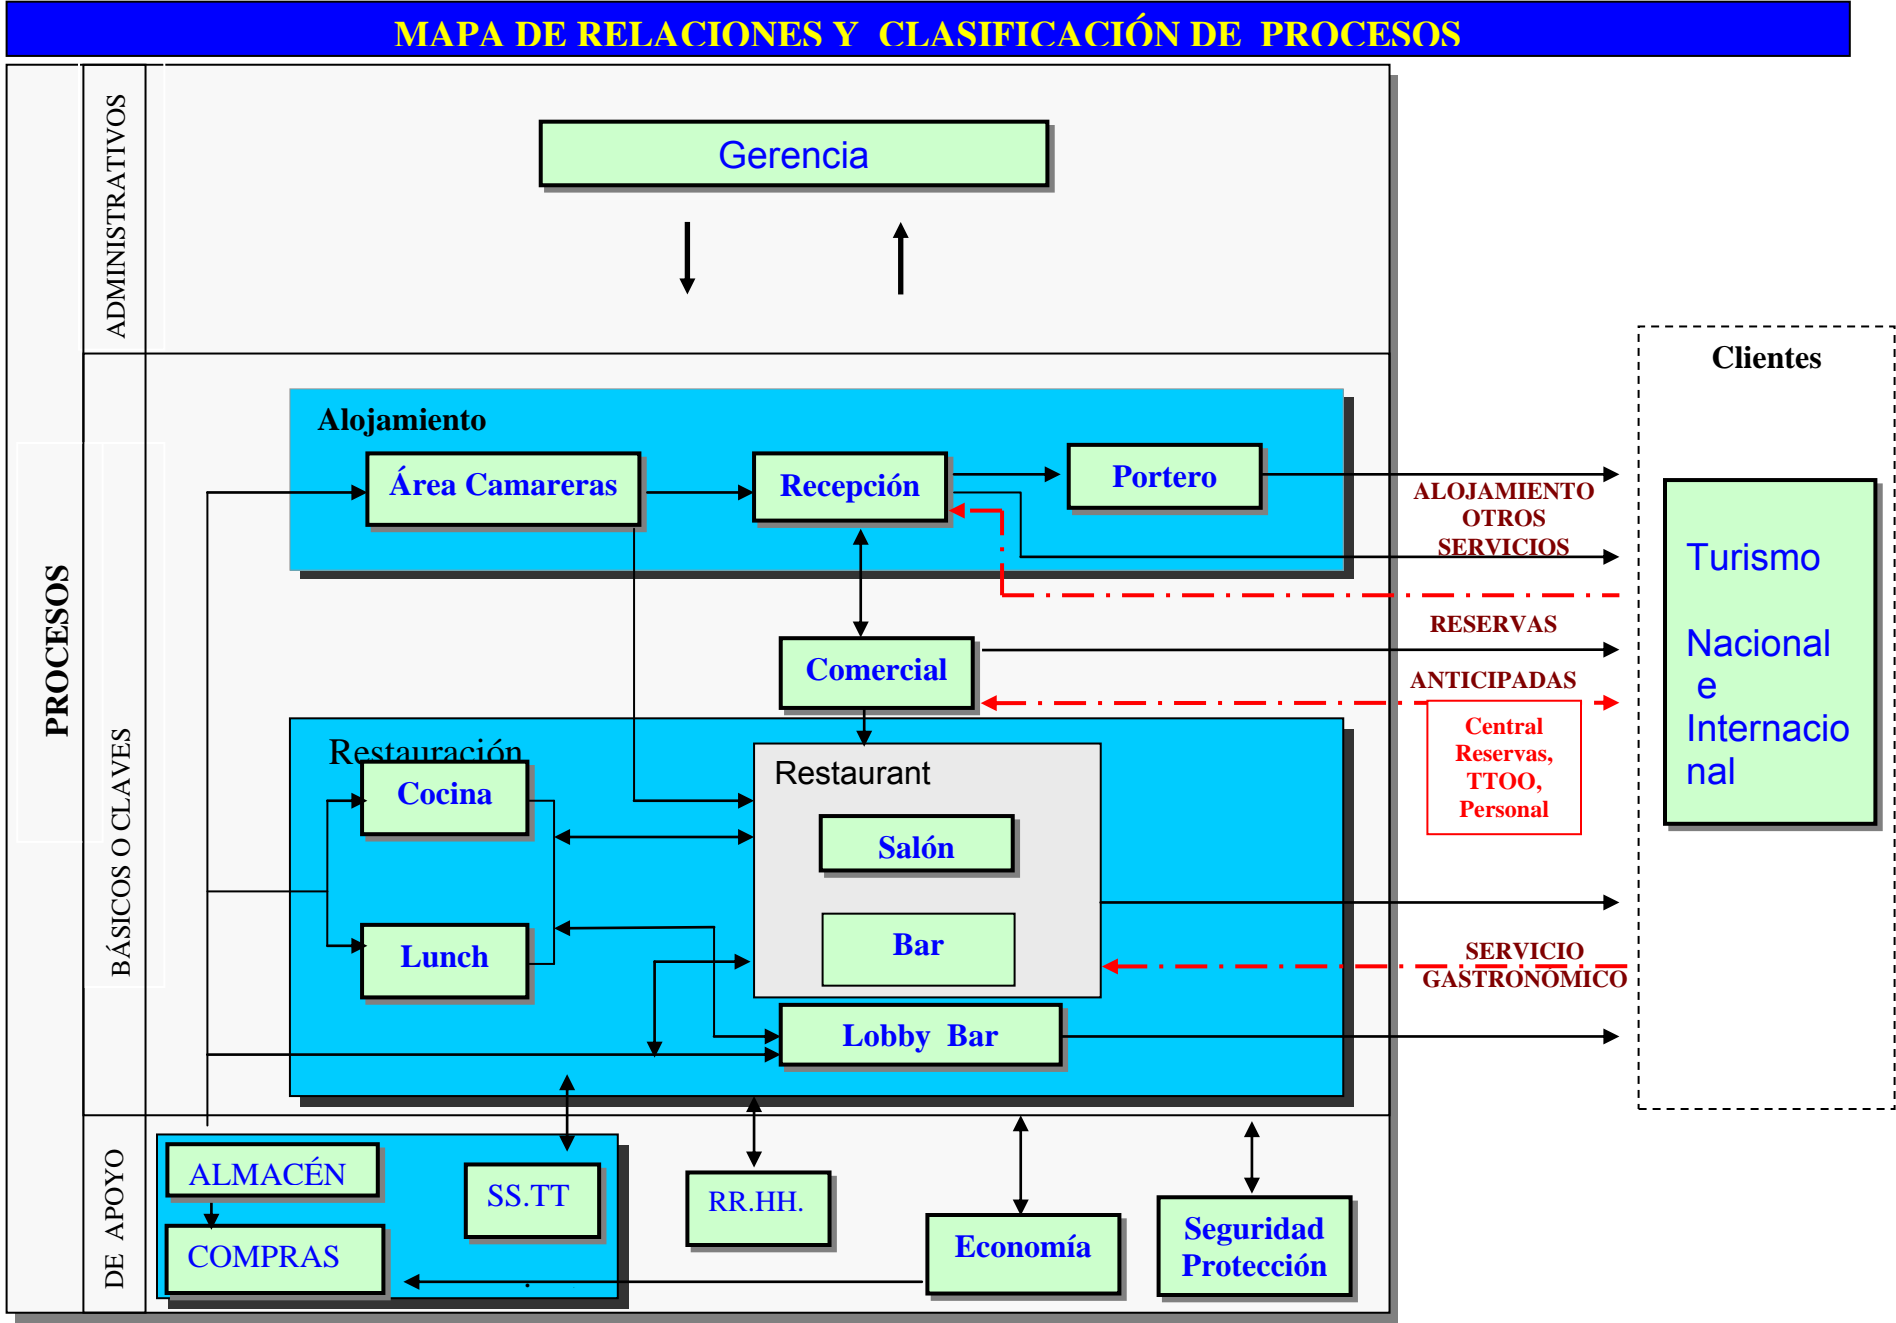 MAPA DE RELACIONES Y CLASIFICACIÓN DE PROCESOS
PROCESOS
ADMINISTRATIVOS
Gerencia
BÁSICOS O CLAVES
Alojamiento
Área Camareras
Recepción
Portero
Comercial
Restauración
Cocina
Lunch
Restaurant
Salón
Bar
Lobby Bar
ALOJAMIENTO
OTROS
SERVICIOS
RESERVAS
ANTICIPADAS
Central
Reservas,
TTOO,
Personal
SERVICIO
GASTRONÓMICO
Clientes
Turismo
Nacional
e
Internacio
nal
DE APOYO
ALMACÉN
COMPRAS
SS.TT
RR.HH.
Economía
Seguridad
Protección
.